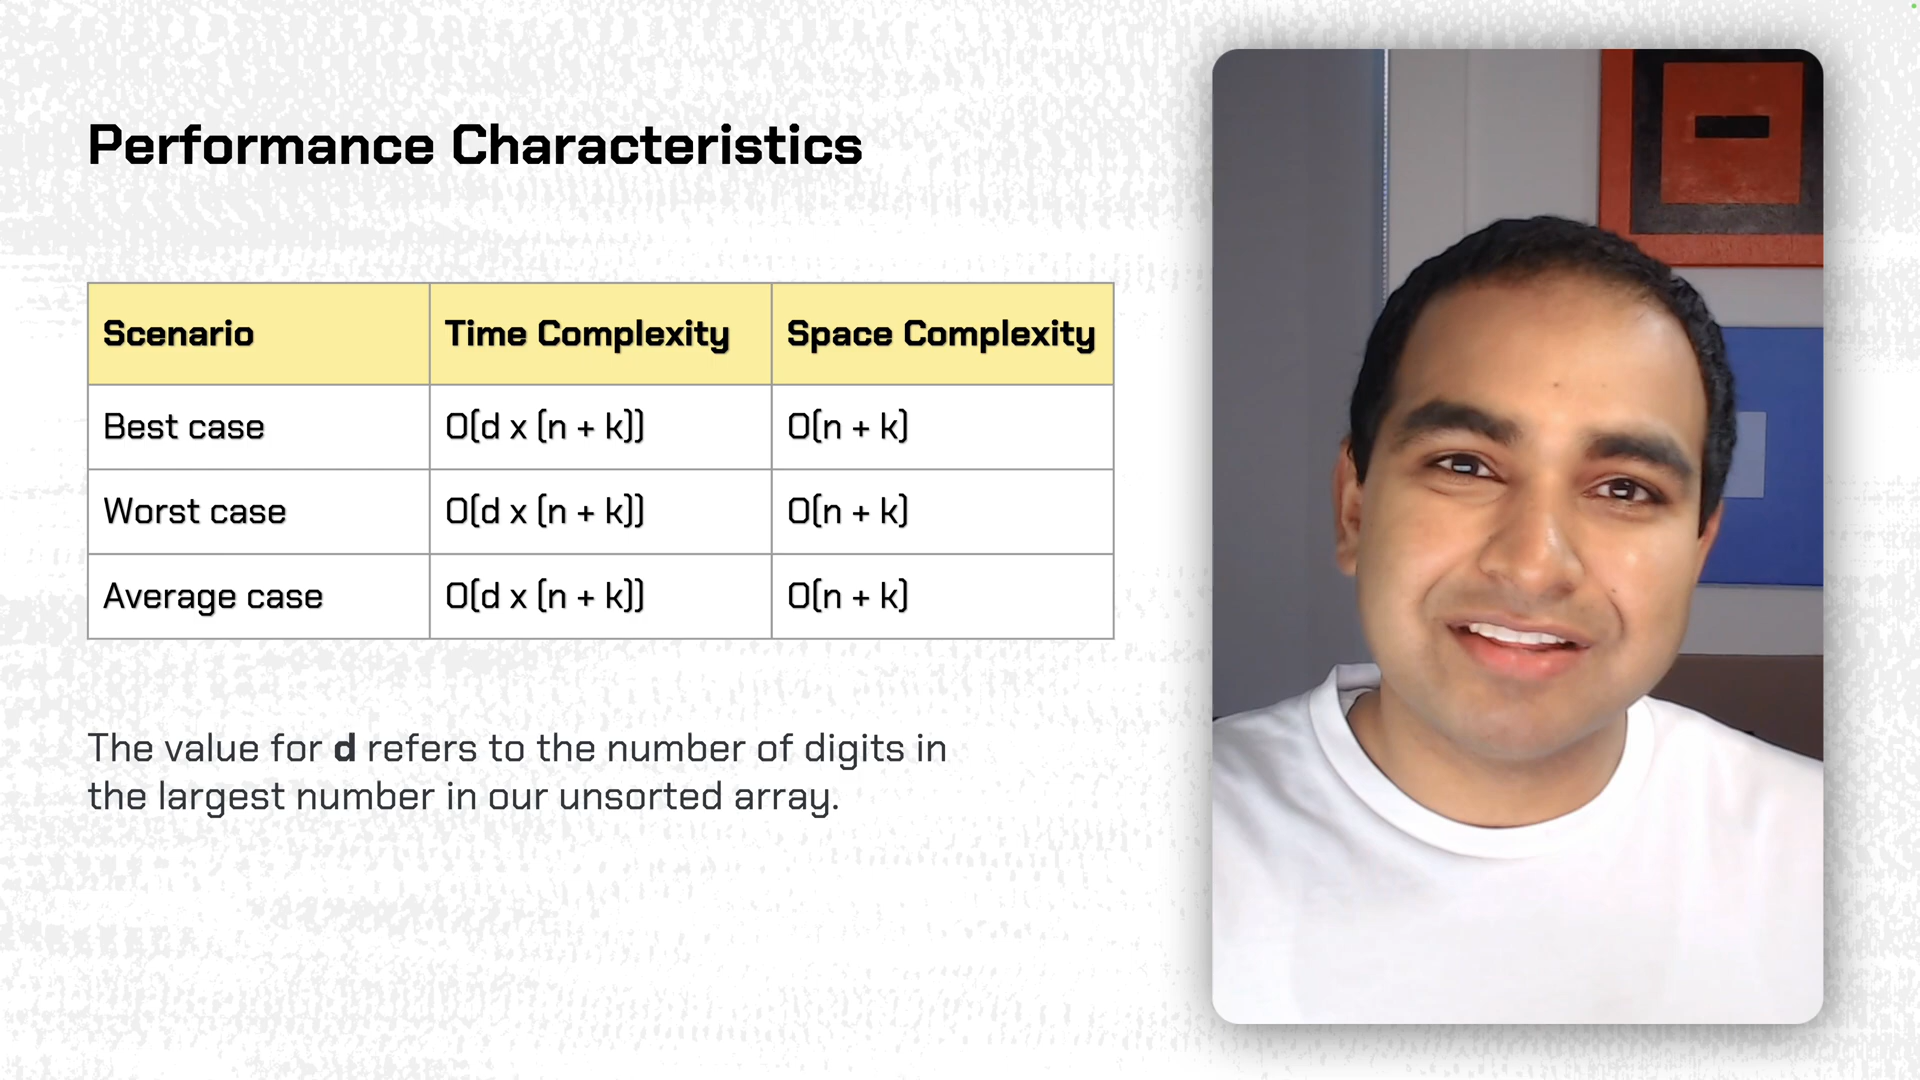 Performance Characteristics
Scenario Time Complexity Space Complexity
Best case O(d x (n + k)) O(n + k)
Worst case O(d x (n + k)) O(n + k)
Average case O(d x (n + k)) O(n + k)
The value for d refers to the number of digits in
the largest number in our unsorted array.